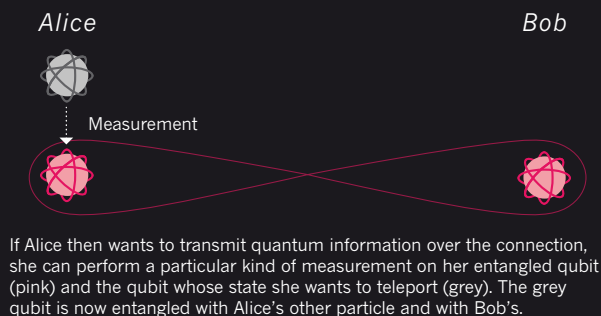 Alice Bob
Measurement
If Alice then wants to transmit quantum information over the connection,
she can perform a particular kind of measurement on her entangled qubit
(pink) and the qubit whose state she wants to teleport (grey). The grey
qubit is now entangled with Alice’s other particle and with Bob’s.